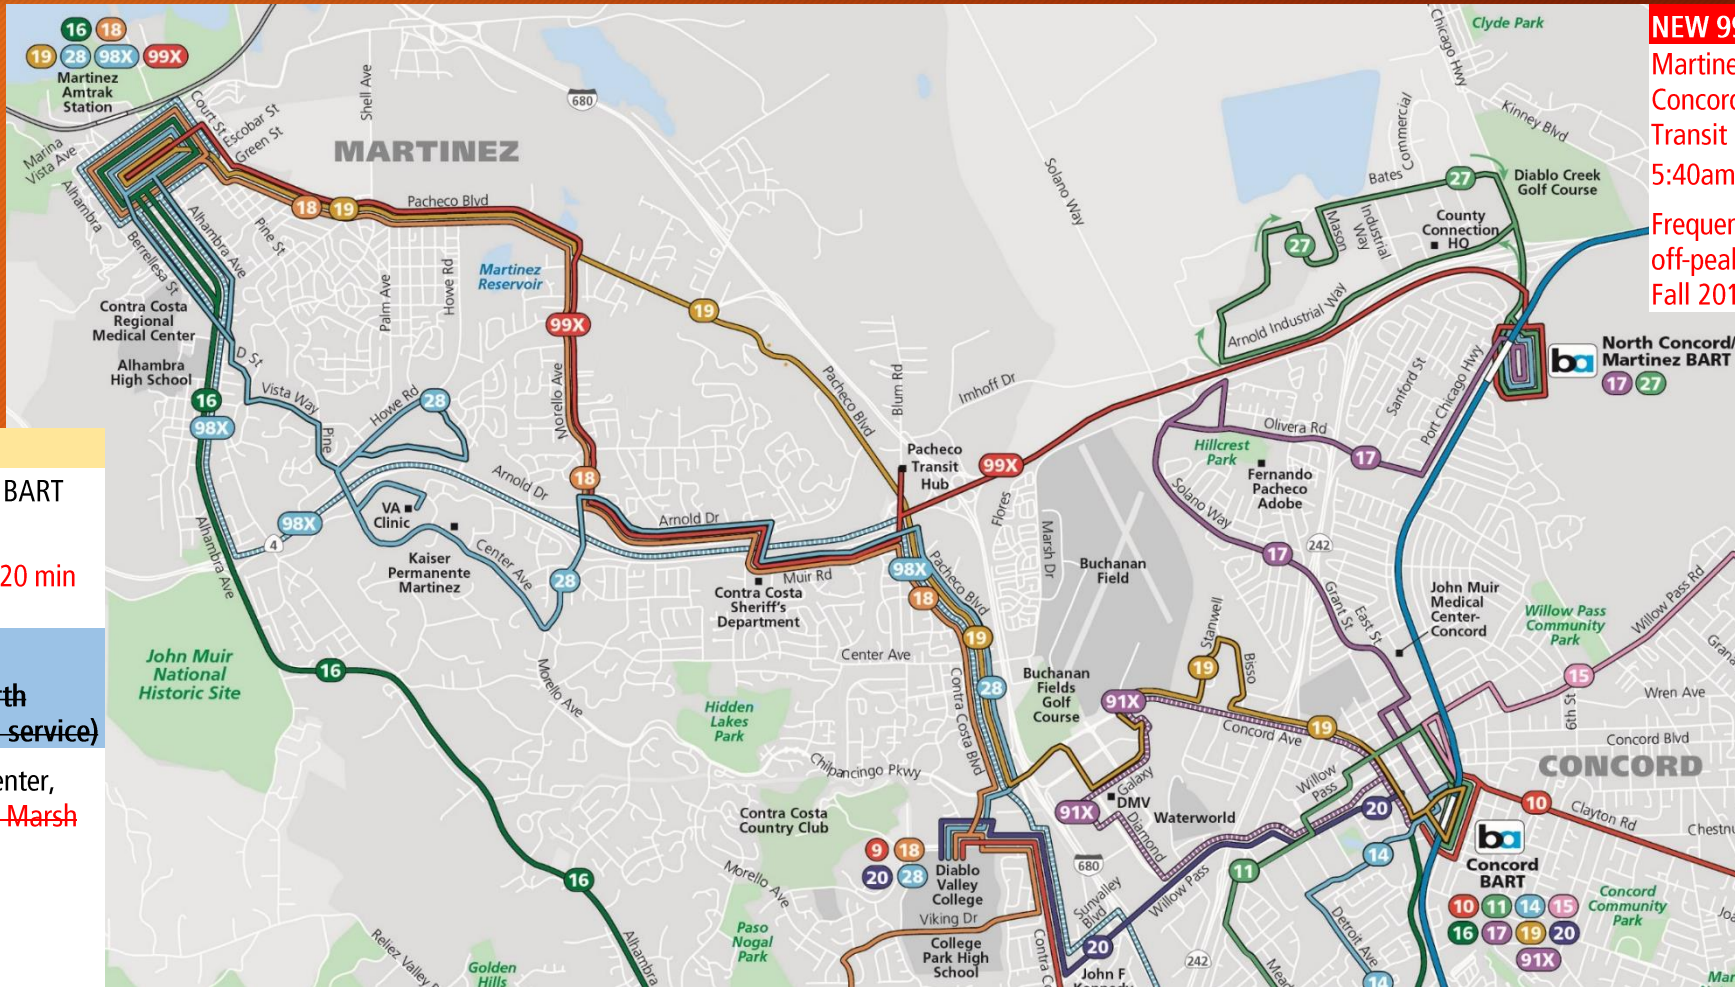 16 18
19 28 98X 99X
Martinez
Amtrak
Station
Marina
Vista Ave
Alhambra
Court St
Escobar St
Green St
Shell Ave
680
MARTINEZ
Pacheco Blvd
18 19
Alhambra Ave
Berrellesa St
Pine St
Palm Ave
Howe Rd
Martinez
Reservoir
99X
19
Contra Costa
Regional
Medical Center
Alhambra
High School
D St
Vista Way
Pine
Howe Rd
28
16
98X
Morello Ave
Pacheco Blvd
Blum Rd
Imhoff Dr
Solano Way
Chicago Hwy
Clyde Park
Kinney Blvd
Commercial
Bates
27
Diablo Creek
Golf Course
Mason
Industrial
Way
County
Connection
HQ
27
Arnold Industrial Way
NEW 99
Martine
Concord
Transit
5:40am
Frequen
off-peak
Fall 201
North Concord/
Martinez BART
17 27
ba
Port Chicago Hwy
Sanford St
Olivera Rd
17
Hillcrest
Park
Fernando
Pacheco
Adobe
Solano Way
17
242
Grant St
East St
John Muir
Medical
Center-
Concord
Willow Pass
Community
Park
Willow Pass Rd
15
6th St
Wren Ave
Concord Blvd
CONCORD
Pacheco
Transit
Hub
99X
Flores
Marsh Dr
Buchanan
Field
Arnold Dr
18
Arnold Dr
98X
4
VA
Clinic
Kaiser
Permanente
Martinez
Center Ave
28
Contra Costa
Sheriff's
Department
Muir Rd
98X
18
Pacheco Blvd
19
28
Center Ave
Contra Costa Blvd
Buchanan
Fields
Golf
Course
Stanwell
Bisso
19
91X
Concord Ave
19
BART
20 min
th
service)
enter,
Marsh
Alhambra Ave
John Muir
National
Historic Site
16
Morello Ave
Hidden
Lakes
Park
Chilpancingo Pkwy
Contra Costa
Country Club
9 18
20 28
Diablo
Valley
College
Viking Dr
College
Park High
School
Contra Co
Galaxy
DMV
91X
Diamond
Waterworld
Willow
Pass
20
680
Sunvalley
Blvd
Willow Pass
20
John F
11
14
Detroit Ave
14
242
10
Clayton Rd
Chestnu
ba
Concord
BART
10 11 14 15
16 17 19 20
91X
Concord
Community
Park
16
Morello Ave
Paso
Nogal
Park
Reliez Valley
Golden
Hills
Alhambra